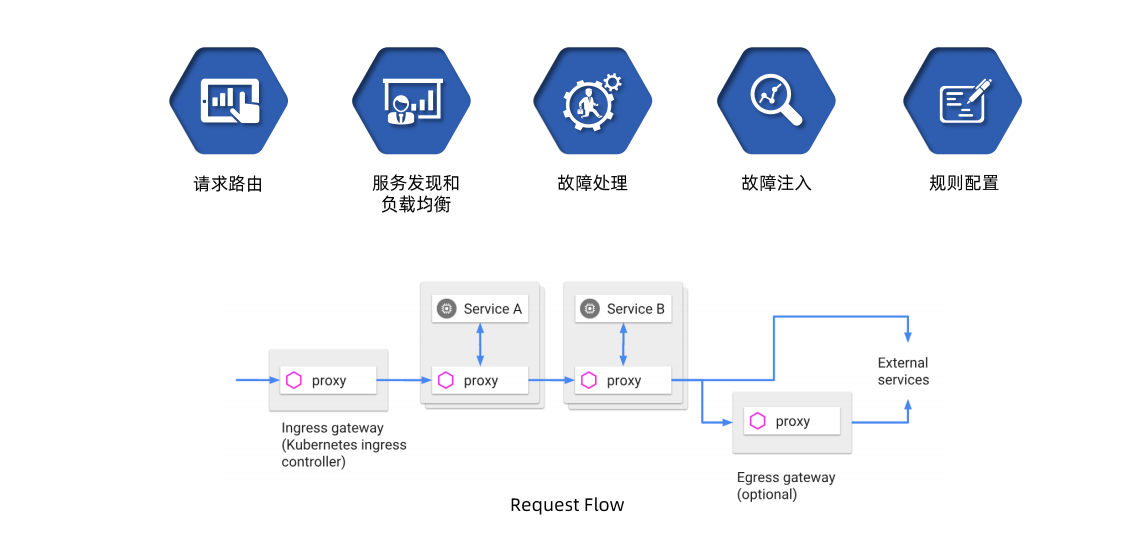 请求路由
服务发现和
负载均衡
故障处理
故障注入
规则配置
Service A
Service B
proxy
proxy
proxy
External
services
proxy
Ingress gateway
(Kubernetes ingress
controller)
Egress gateway
(optional)
Request Flow